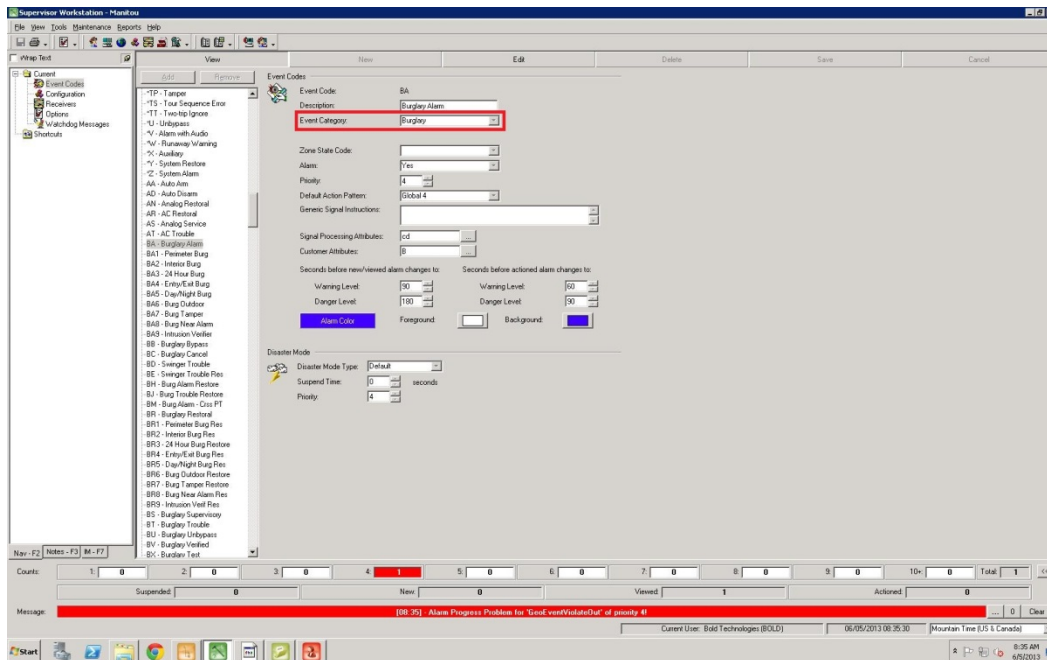 Supervisor Workstation - Manitou
File View Tools Maintenance Reports Help
Wrap Text
View New Edit Delete Save Cancel
Current
Event Codes
Configuration
Receivers
Options
Watchdog Messages
Shortcuts
Add Remove
*TP - Tamper
*TS - Tour Sequence Error
*TT - Two-trip Ignore
*U - Unbypass
*V - Alarm with Audio
*W - Runaway Warning
*X - Auxiliary
*Y - System Restore
*Z - System Alarm
AA - Auto Arm
AD - Auto Disarm
AN - Analog Restoral
AR - AC Restoral
AS - Analog Service
AT - AC Trouble
BA - Burglary Alarm
BA1 - Perimeter Burg
BA2 - Interior Burg
BA3 - 24 Hour Burg
BA4 - Entry/Exit Burg
BA5 - Day/Night Burg
BA6 - Burg Outdoor
BA7 - Burg Tamper
BA8 - Burg Near Alarm
BA9 - Intrusion Verifier
BB - Burglary Bypass
BC - Burglary Cancel
BD - Swinger Trouble
BE - Swinger Trouble Res
BH - Burg Alarm Restore
BJ - Burg Trouble Restore
BM - Burg Alarm - Crss PT
BR - Burglary Restoral
BR1 - Perimeter Burg Res
BR2 - Interior Burg Res
BR3 - 24 Hour Burg Restore
BR4 - Entry/Exit Burg Res
BR5 - Day/Night Burg Res
BR6 - Burg Outdoor Restore
BR7 - Burg Tamper Restore
BR8 - Burg Near Alarm Res
BR9 - Intrusion Verif Res
BS - Burglary Supervisory
BT - Burglary Trouble
BU - Burglary Unbypass
BV - Burglary Verified
BX - Burglary Test
Event Codes
Event Code: BA
Description: Burglary Alarm
Event Category: Burglary
Zone State Code:
Alarm: Yes
Priority: 4
Default Action Pattern: Global 4
Generic Signal Instructions:
Signal Processing Attributes: cd ...
Customer Attributes: B ...
Seconds before new/viewed alarm changes to: Seconds before actioned alarm changes to:
Warning Level: 90 Warning Level: 60
Danger Level: 180 Danger Level: 90
Alarm Color Foreground: Background:
Disaster Mode
Disaster Mode Type: Default
Suspend Time: 0 seconds
Priority: 4
Nav - F2 Notes - F3 IM - F7
Counts: 1: 0 2: 0 3: 0 4: 1 5: 0 6: 0 7: 0 8: 0 9: 0 10+: 0 Total: 1 <<
Suspended: 0 New: 0 Viewed: 1 Actioned: 0
Message: [08:35] - Alarm Progress Problem for 'GeoEventViolateOut' of priority 4! ... 0 Clear
Current User: Bold Technologies (BOLD) 06/05/2013 08:35:30 Mountain Time (US & Canada)
Start 8:35 AM
6/5/2013